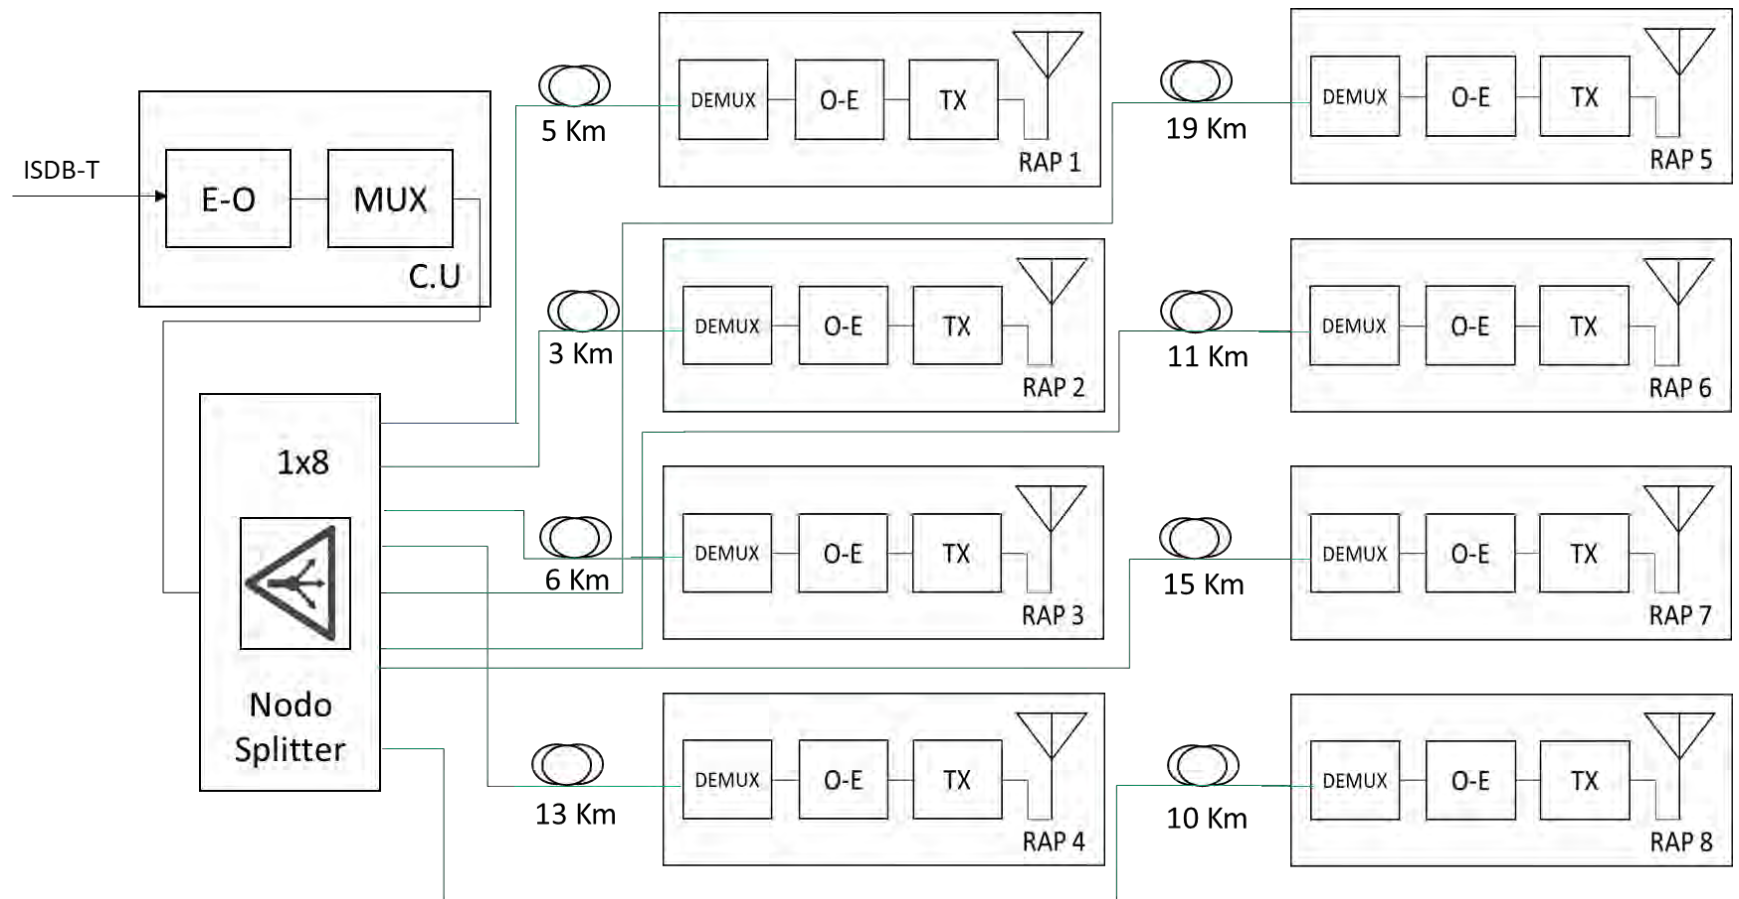 ISDB-T
E-O
MUX
C.U
1x8
Nodo
Splitter
5 Km
DEMUX
O-E
TX
RAP 1
3 Km
DEMUX
O-E
TX
RAP 2
6 Km
DEMUX
O-E
TX
RAP 3
13 Km
DEMUX
O-E
TX
RAP 4
19 Km
DEMUX
O-E
TX
RAP 5
11 Km
DEMUX
O-E
TX
RAP 6
15 Km
DEMUX
O-E
TX
RAP 7
10 Km
DEMUX
O-E
TX
RAP 8